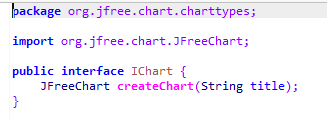 package org.jfree.chart.charttypes;
import org.jfree.chart.JFreeChart;
public interface IChart {
JFreeChart createChart(String title);
}